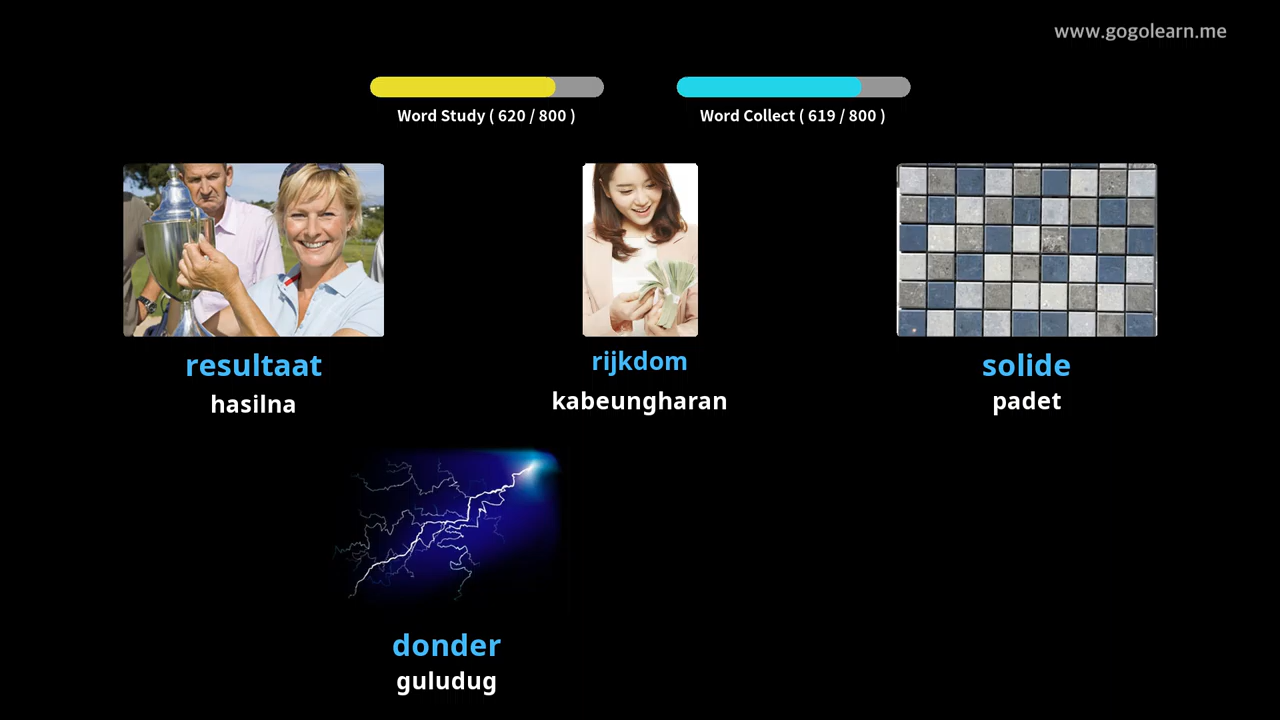 www.gogolearn.me
Word Study ( 620 / 800 )
Word Collect ( 619 / 800 )
resultaat
hasilna
rijkdom
kabeungharan
solide
padet
donder
guludug